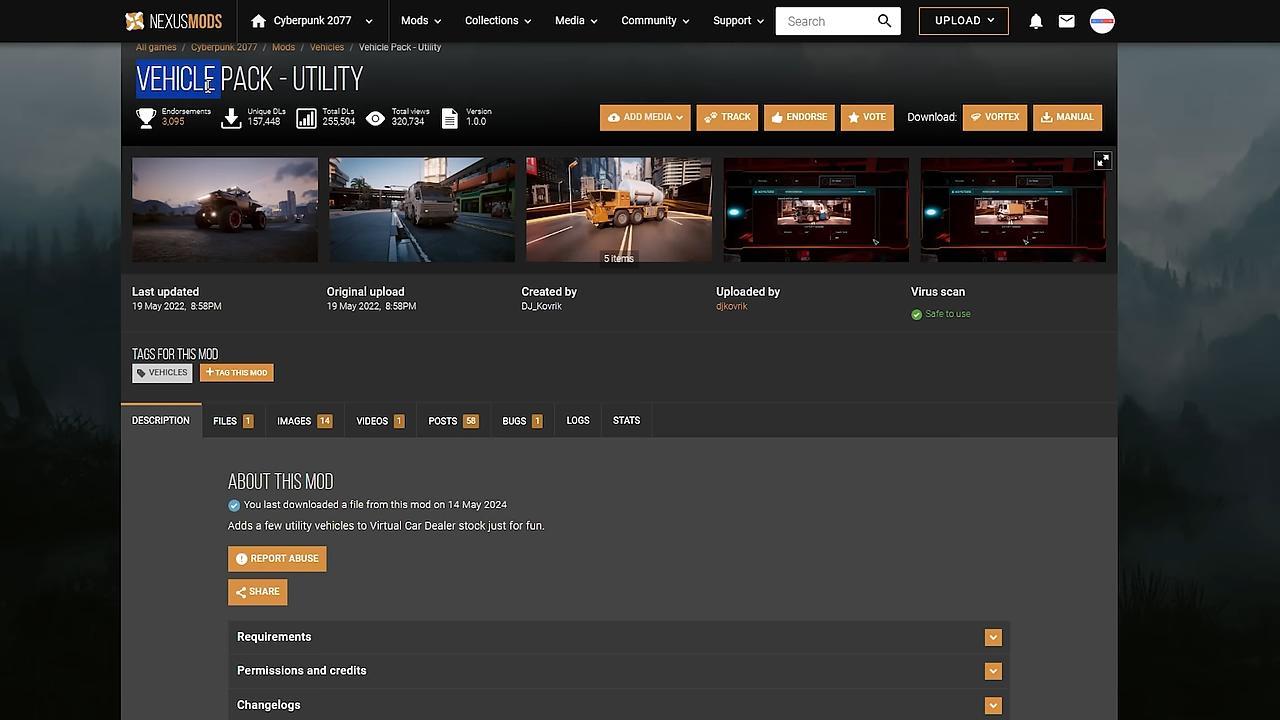 NEXUSMODS Cyberpunk 2077 Mods Collections Media Community Support Search UPLOAD
All games / Cyberpunk 2077 / Mods / Vehicles / Vehicle Pack - Utility
VEHICLE PACK - UTILITY
Endorsements Unique DLs Total DLs Total views Version
3,095 157,448 255,504 320,734 1.0.0
ADD MEDIA TRACK ENDORSE VOTE Download: VORTEX MANUAL
5 items
Last updated Original upload Created by Uploaded by Virus scan
19 May 2022, 8:58PM 19 May 2022, 8:58PM DJ_Kovrik djkovrik Safe to use
TAGS FOR THIS MOD
VEHICLES TAG THIS MOD
DESCRIPTION FILES 1 IMAGES 14 VIDEOS 1 POSTS 58 BUGS 1 LOGS STATS
ABOUT THIS MOD
You last downloaded a file from this mod on 14 May 2024
Adds a few utility vehicles to Virtual Car Dealer stock just for fun.
REPORT ABUSE
SHARE
Requirements
Permissions and credits
Changelogs